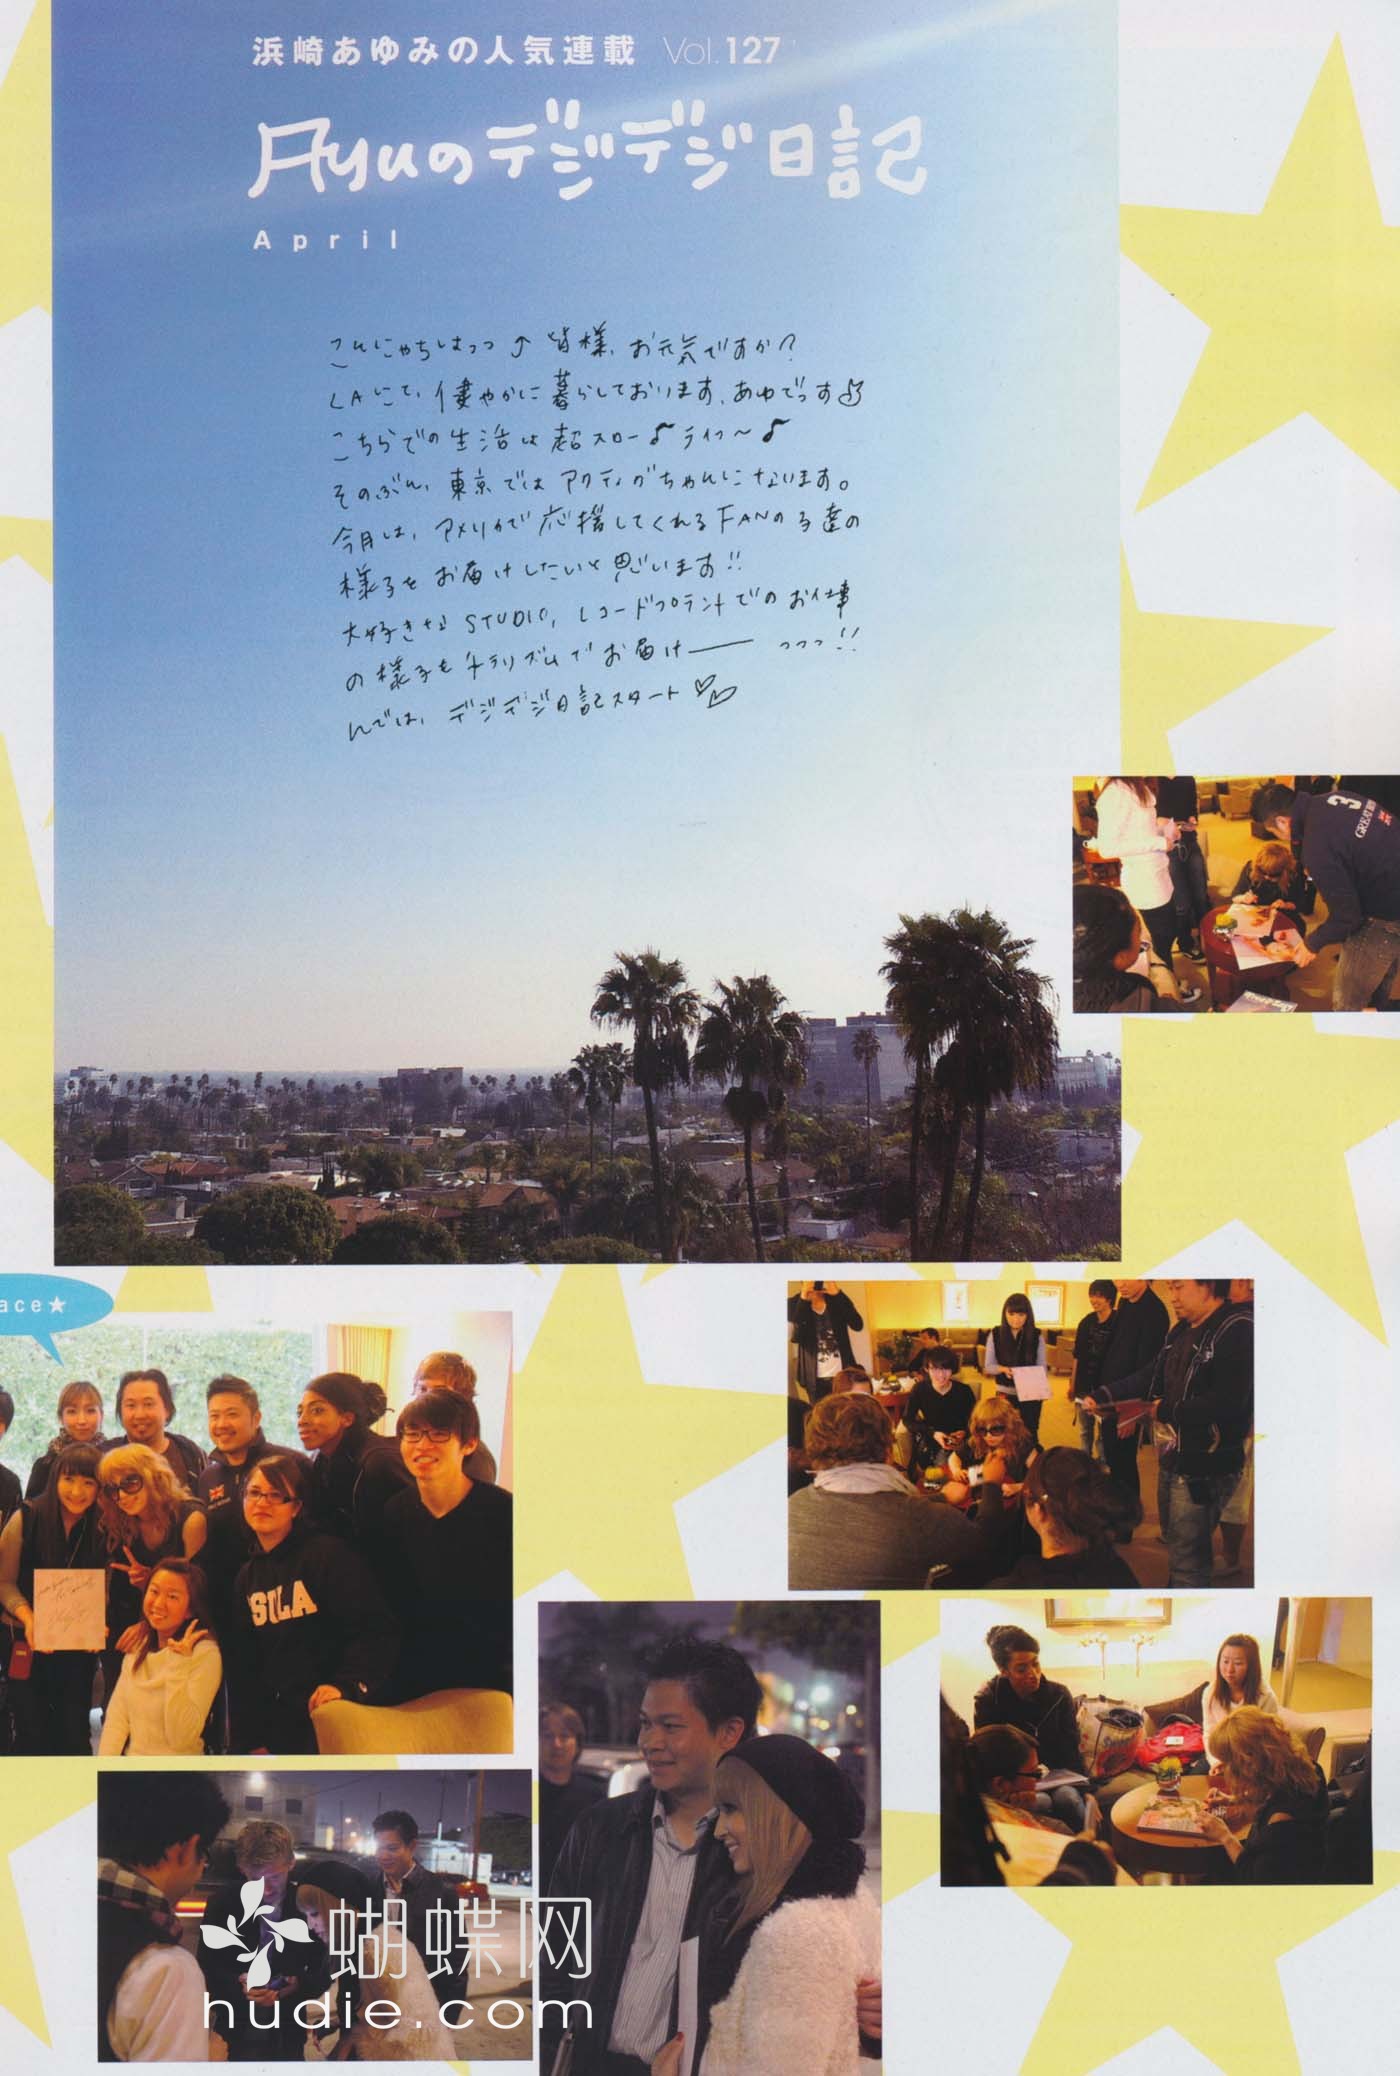 浜崎あゆみの人気連載 Vol.127
Ayuのデジデジ日記
April
こんにゃちはっっ♪ 皆様、お元気ですか?
LAにて、健やかに暮らしております、あゆでっす
こちらでの生活は超スロー♪ライフ〜♪
そのぶん、東京ではアクティブちゃんになります。
今月は、アメリカで応援してくれるFANの子達の
様子をお届けしたいと思います!!
大好きなSTUDIO, レコードプラントでのお仕事
の様子もチラリズムでお届け── っっっ!!
んでは、デジデジ日記スタート♡♡
3
GREAT
ace★
蝴蝶网
hudie.com